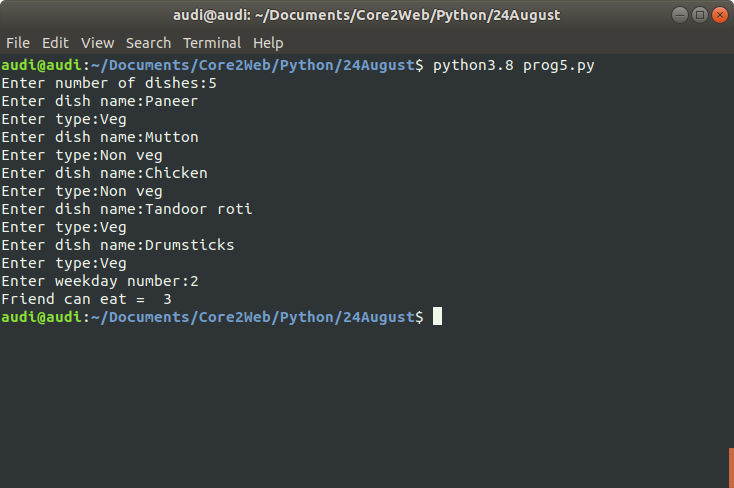 audi@audi: ~/Documents/Core2Web/Python/24August
File Edit View Search Terminal Help
audi@audi:~/Documents/Core2Web/Python/24August$ python3.8 prog5.py
Enter number of dishes:5
Enter dish name:Paneer
Enter type:Veg
Enter dish name:Mutton
Enter type:Non veg
Enter dish name:Chicken
Enter type:Non veg
Enter dish name:Tandoor roti
Enter type:Veg
Enter dish name:Drumsticks
Enter type:Veg
Enter weekday number:2
Friend can eat =  3
audi@audi:~/Documents/Core2Web/Python/24August$